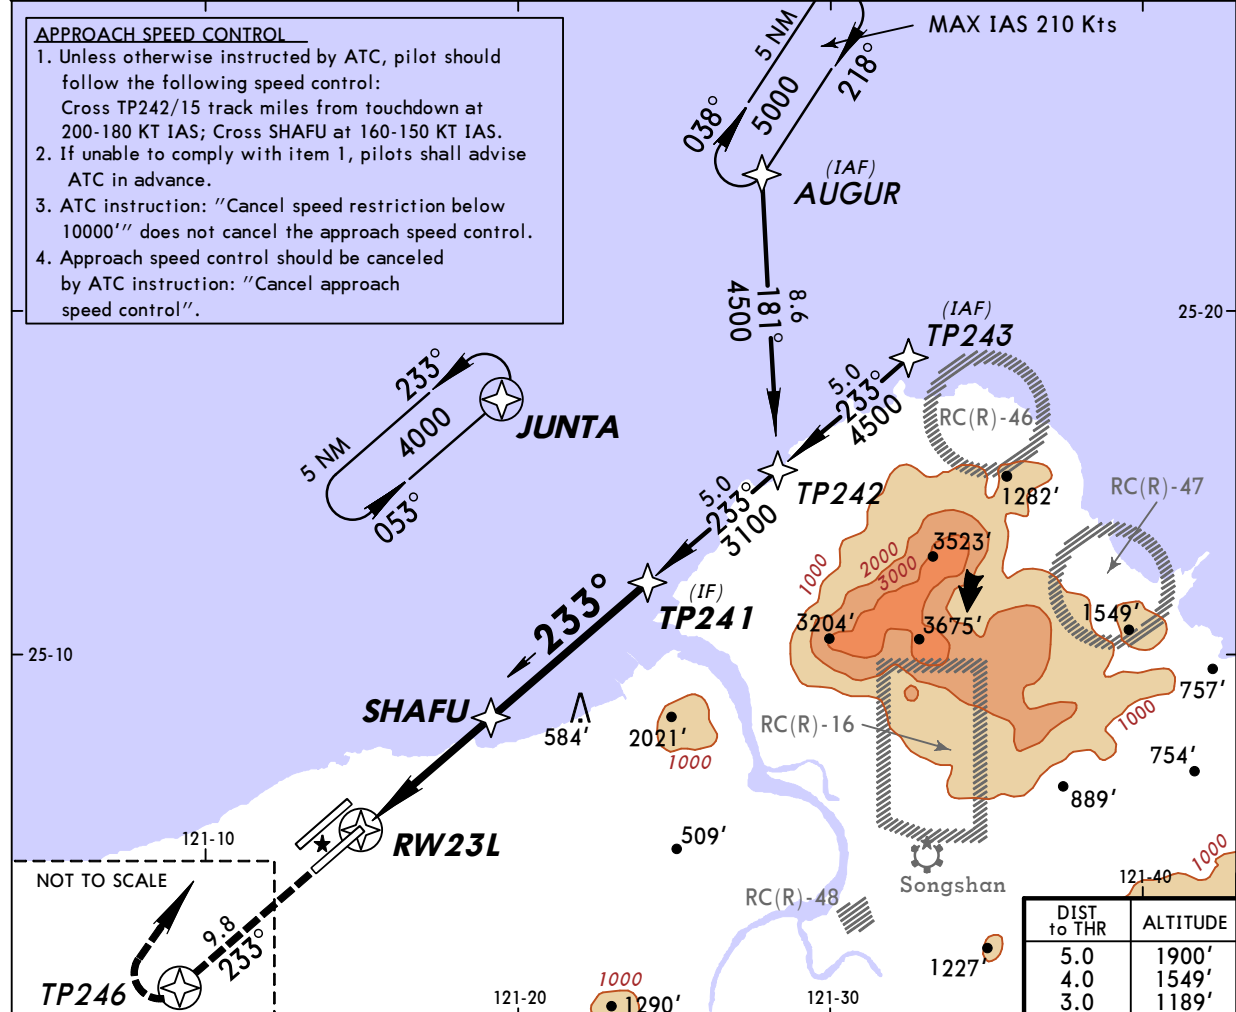 APPROACH SPEED CONTROL
1. Unless otherwise instructed by ATC, pilot should
follow the following speed control:
Cross TP242/15 track miles from touchdown at
200-180 KT IAS; Cross SHAFU at 160-150 KT IAS.
2. If unable to comply with item 1, pilots shall advise
ATC in advance.
3. ATC instruction: "Cancel speed restriction below
10000'" does not cancel the approach speed control.
4. Approach speed control should be canceled
by ATC instruction: "Cancel approach
speed control".
MAX IAS 210 Kts
5 NM
5000
218°
038°
(IAF)
AUGUR
8.6
181°
4500
25-20
(IAF)
TP243
5.0
233°
4500
RC(R)-46
233°
4000
5 NM
053°
JUNTA
TP242
5.0
233°
3100
1282'
RC(R)-47
1000
2000
3000
3523'
3204'
3675'
1549'
233°
(IF)
TP241
25-10
757'
SHAFU
584'
2021'
1000
RC(R)-16
1000
754'
889'
121-10
RW23L
509'
1000
NOT TO SCALE
Songshan
121-40
9.8
233°
RC(R)-48
TP246
1227'
1000
1290'
121-20
121-30
DIST
to THR
ALTITUDE
5.0 1900'
4.0 1549'
3.0 1189'